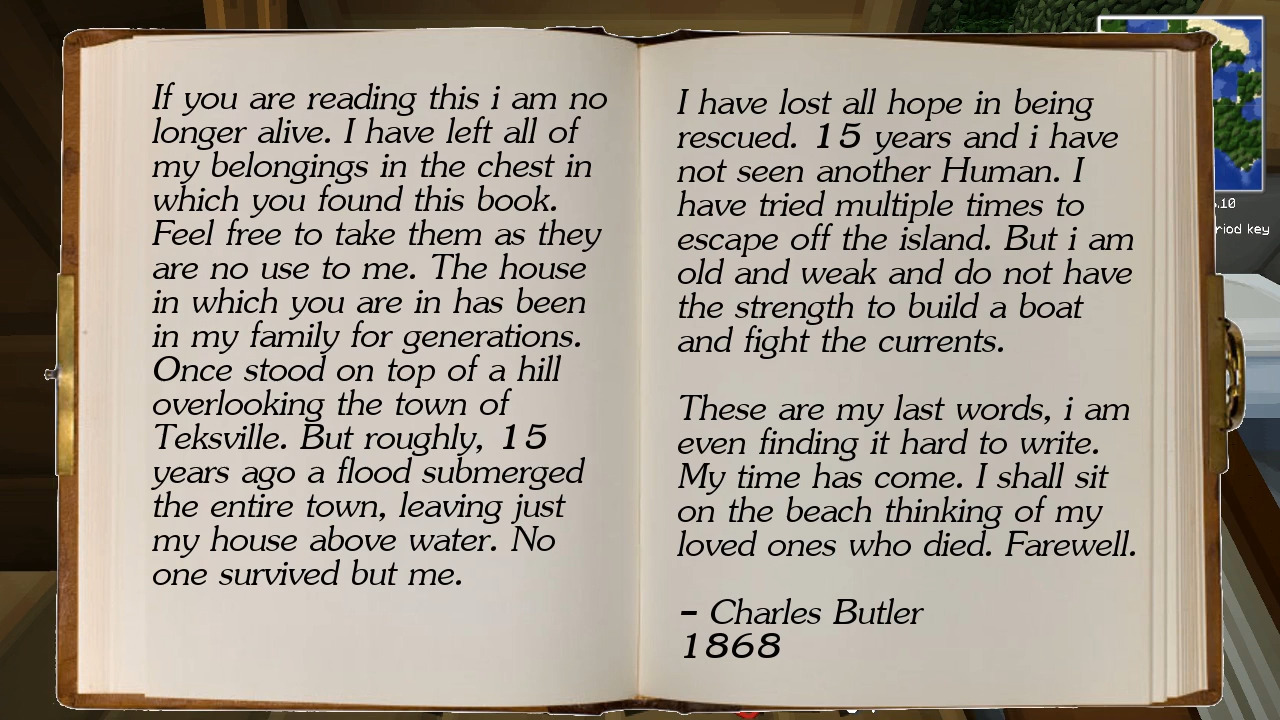 If you are reading this i am no
longer alive. I have left all of
my belongings in the chest in
which you found this book.
Feel free to take them as they
are no use to me. The house
in which you are in has been
in my family for generations.
Once stood on top of a hill
overlooking the town of
Teksville. But roughly, 15
years ago a flood submerged
the entire town, leaving just
my house above water. No
one survived but me.
I have lost all hope in being
rescued. 15 years and i have
not seen another Human. I
have tried multiple times to
escape off the island. But i am
old and weak and do not have
the strength to build a boat
and fight the currents.
These are my last words, i am
even finding it hard to write.
My time has come. I shall sit
on the beach thinking of my
loved ones who died. Farewell.
– Charles Butler
1868
.10
riod key